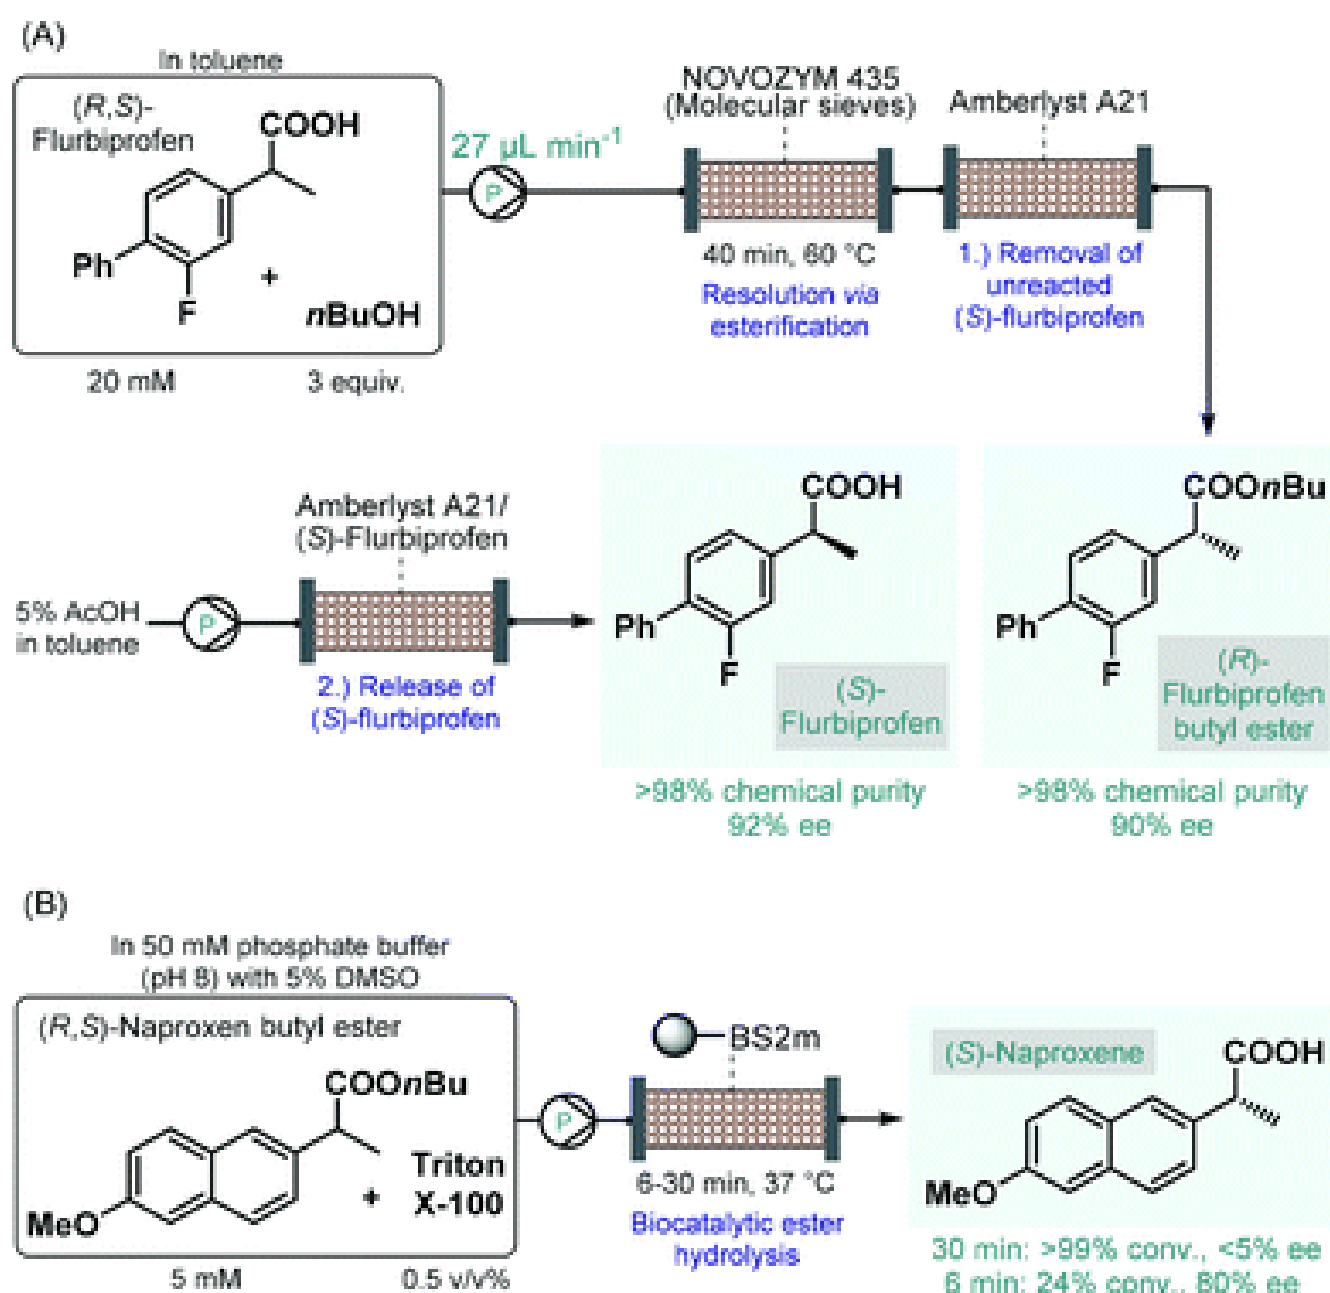 (A)
In toluene
(R,S)-
Flurbiprofen
COOH
Ph
F
+
nBuOH
20 mM
3 equiv.
27 µL min-1
P
NOVOZYM 435
(Molecular sieves)
40 min, 60 °C
Resolution via
esterification
Amberlyst A21
1.) Removal of
unreacted
(S)-flurbiprofen
5% AcOH
in toluene
P
Amberlyst A21/
(S)-Flurbiprofen
2.) Release of
(S)-flurbiprofen
COOH
Ph
F
(S)-
Flurbiprofen
>98% chemical purity
92% ee
COOnBu
Ph
F
(R)-
Flurbiprofen
butyl ester
>98% chemical purity
90% ee
(B)
In 50 mM phosphate buffer
(pH 8) with 5% DMSO
(R,S)-Naproxen butyl ester
COOnBu
MeO
+
Triton
X-100
5 mM
0.5 v/v%
P
BS2m
6-30 min, 37 °C
Biocatalytic ester
hydrolysis
(S)-Naproxene
COOH
MeO
30 min: >99% conv., <5% ee
6 min: 24% conv., 80% ee